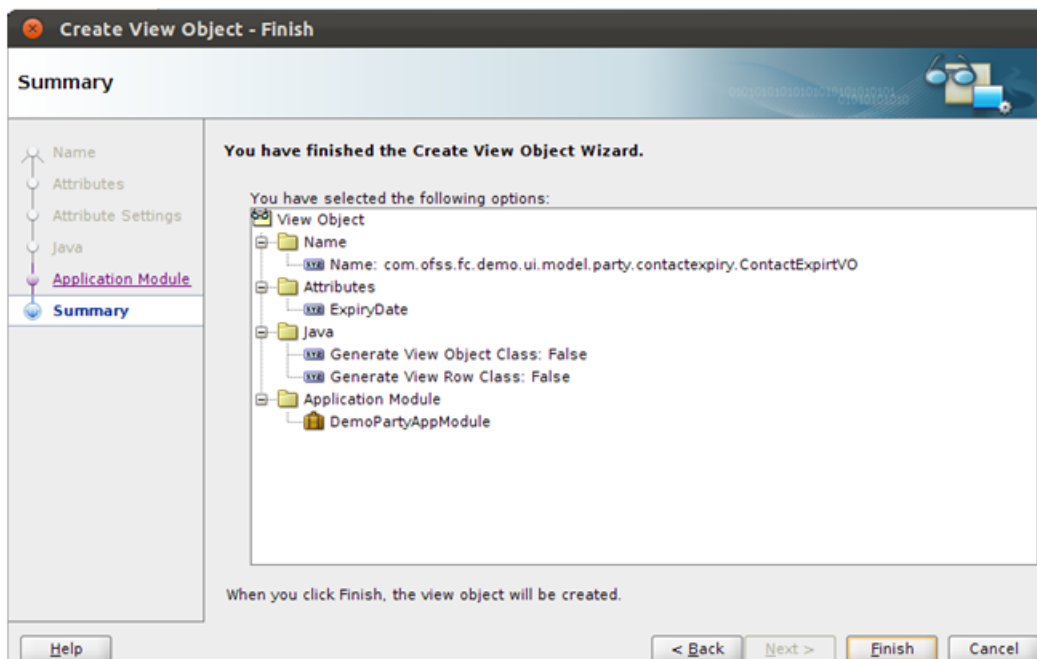 Create View Object - Finish
Summary
Name
Attributes
Attribute Settings
Java
Application Module
Summary
You have finished the Create View Object Wizard.
You have selected the following options:
View Object
Name
Name: com.ofss.fc.demo.ui.model.party.contactexpiry.ContactExpirtVO
Attributes
ExpiryDate
Java
Generate View Object Class: False
Generate View Row Class: False
Application Module
DemoPartyAppModule
When you click Finish, the view object will be created.
Help
< Back
Next >
Finish
Cancel